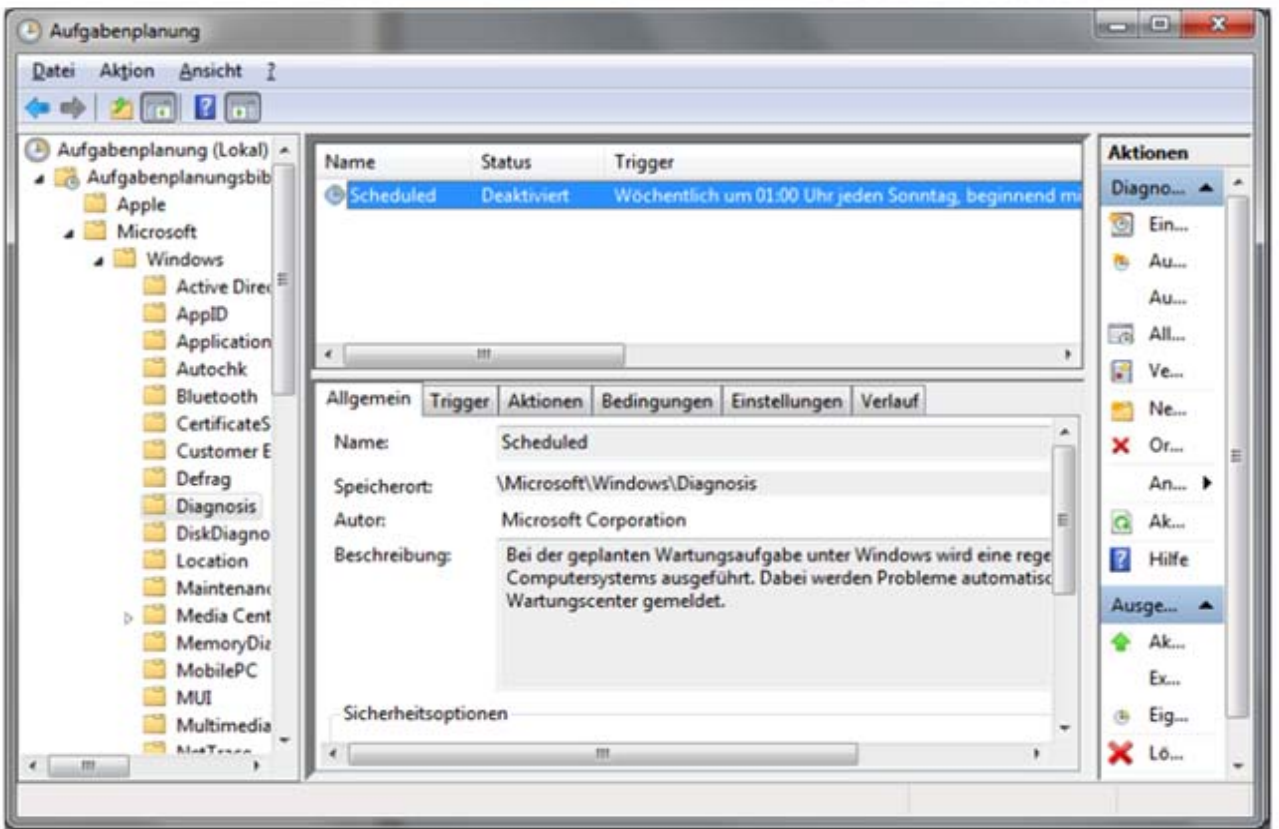 Aufgabenplanung
Datei Aktion Ansicht ?
Aufgabenplanung (Lokal)
Aufgabenplanungsbib
Apple
Microsoft
Windows
Active Direc
AppID
Application
Autochk
Bluetooth
CertificateS
Customer E
Defrag
Diagnosis
DiskDiagno
Location
Maintenanc
Media Cent
MemoryDia
MobilePC
MUI
Multimedia
NetTrace
Name Status Trigger
Scheduled Deaktiviert Wöchentlich um 01:00 Uhr jeden Sonntag, beginnend mi
Allgemein Trigger Aktionen Bedingungen Einstellungen Verlauf
Name: Scheduled
Speicherort: \Microsoft\Windows\Diagnosis
Autor: Microsoft Corporation
Beschreibung: Bei der geplanten Wartungsaufgabe unter Windows wird eine rege
Computersystems ausgeführt. Dabei werden Probleme automatisc
Wartungscenter gemeldet.
Sicherheitsoptionen
Aktionen
Diagno...
Ein...
Au...
Au...
All...
Ve...
Ne...
Or...
An...
Ak...
Hilfe
Ausge...
Ak...
Ex...
Eig...
Lö...